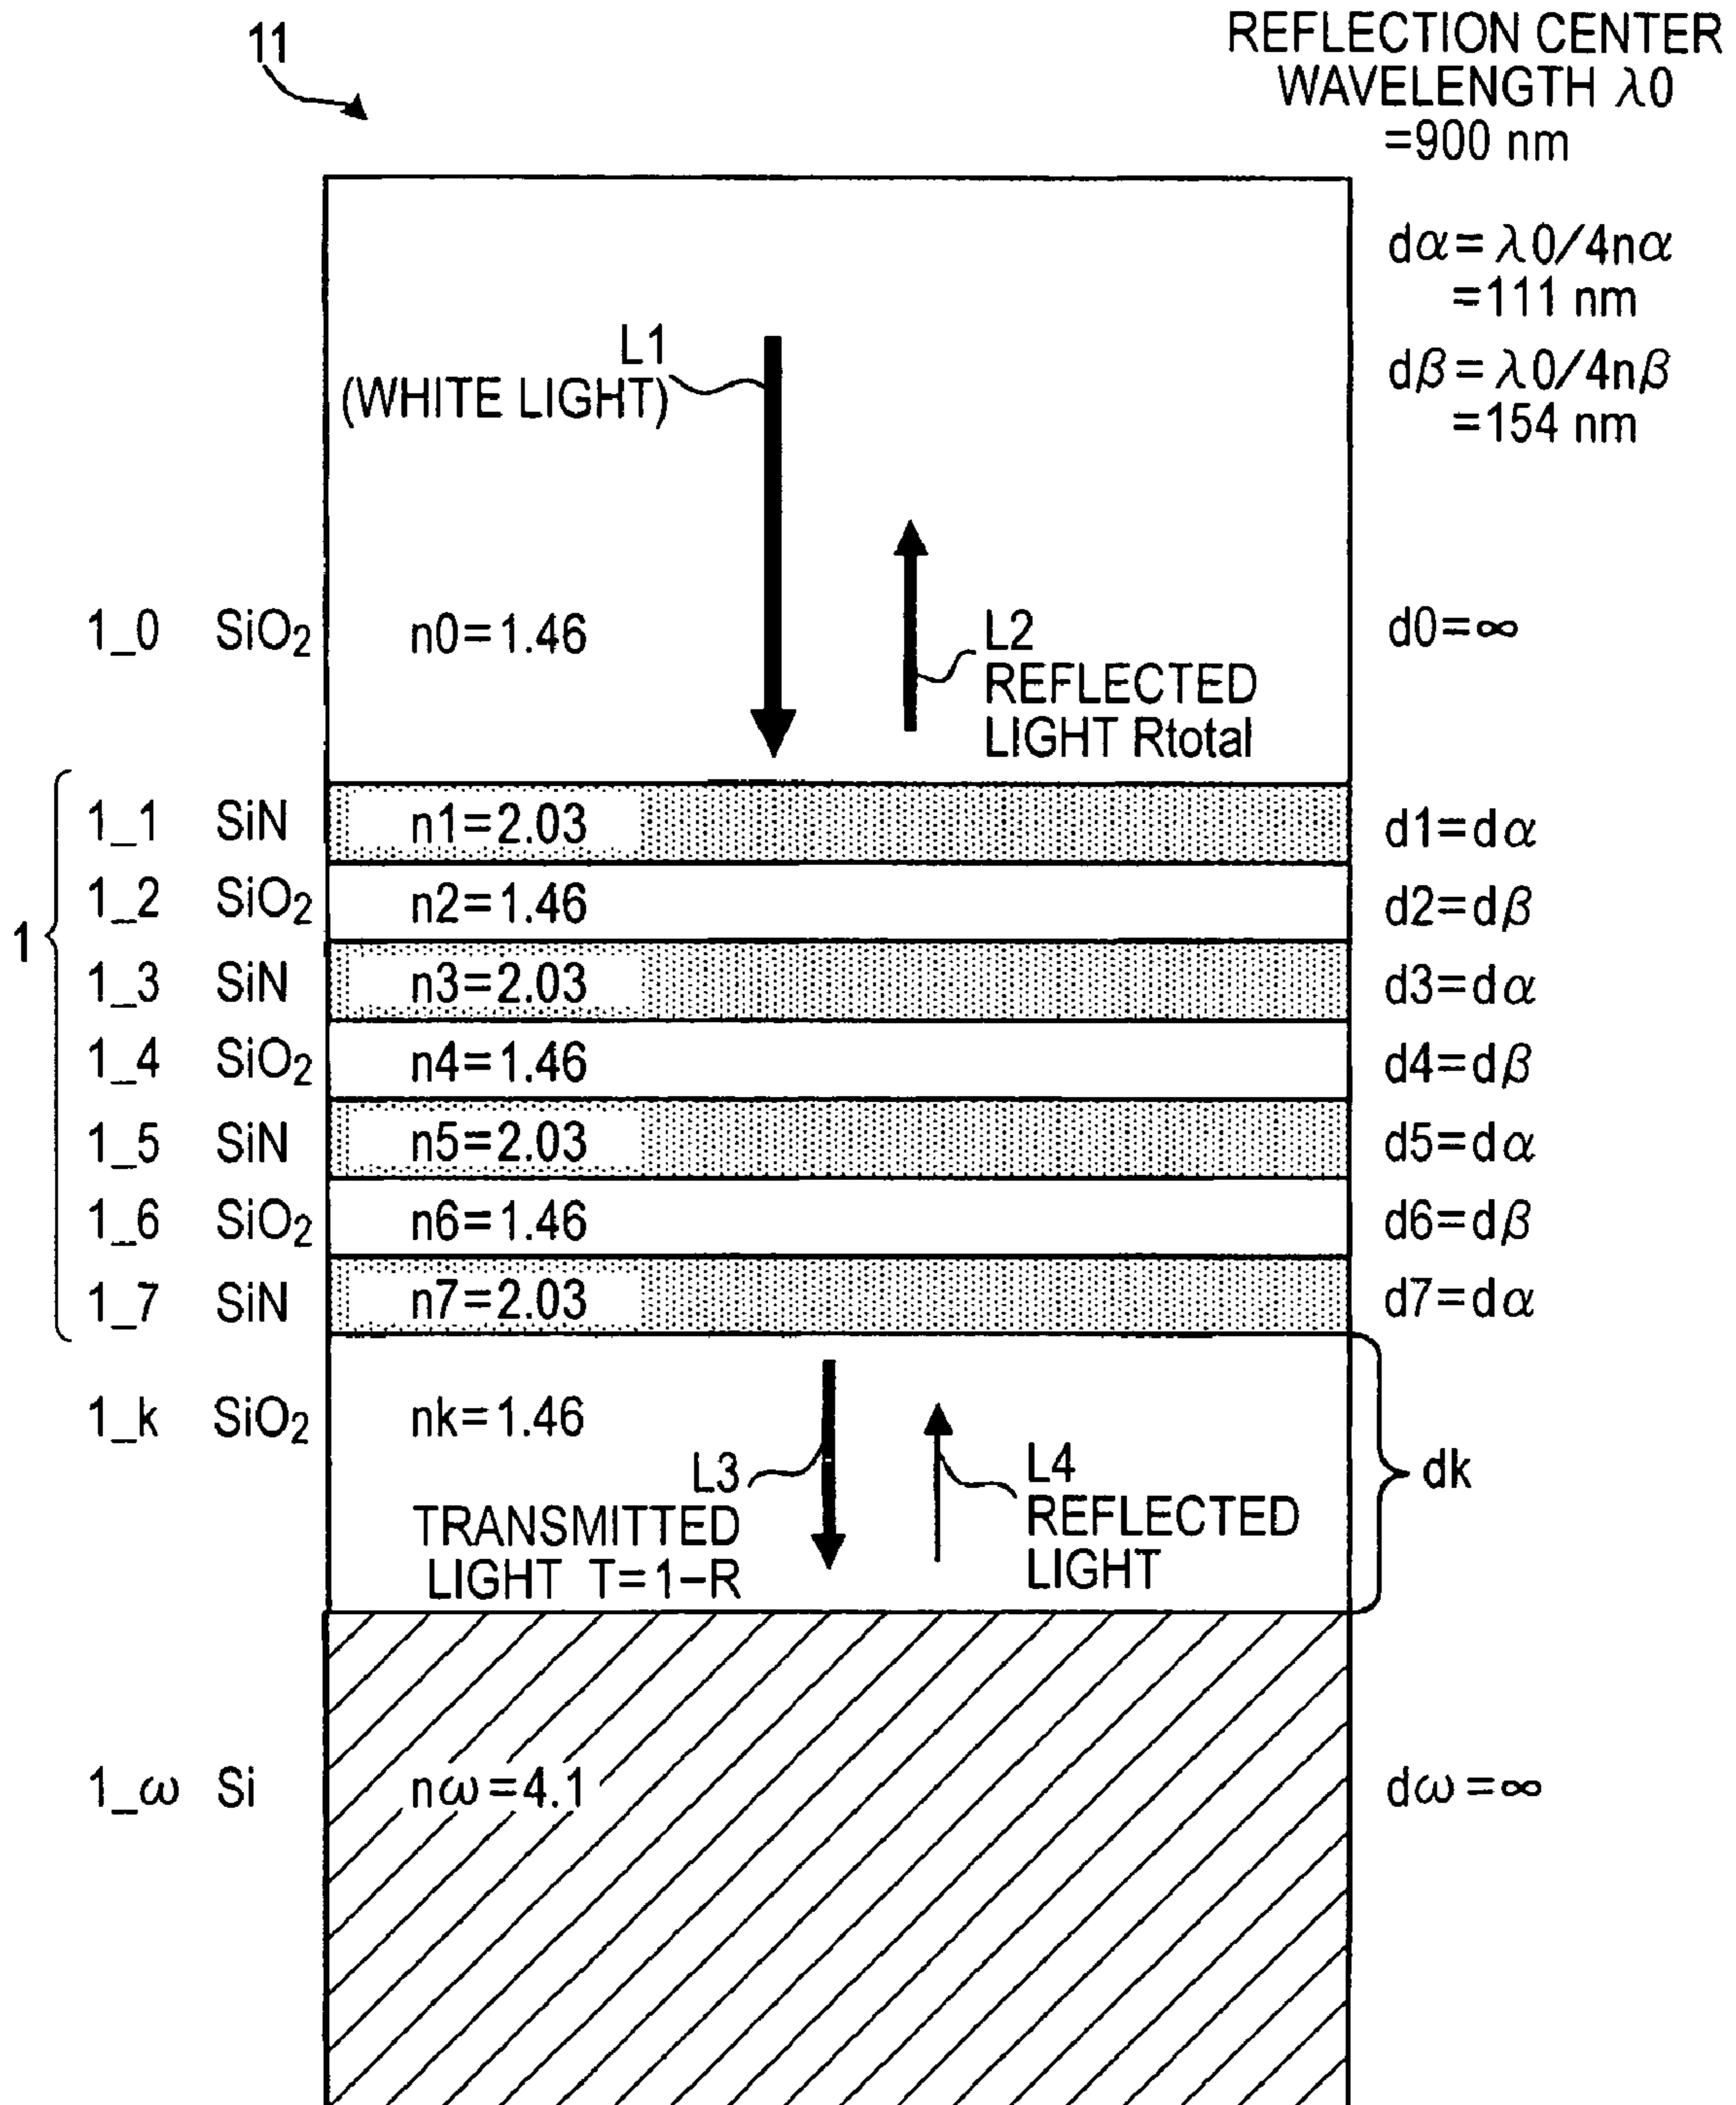 11
REFLECTION CENTER
WAVELENGTH λ0
=900 nm
dα=λ0/4nα
=111 nm
dβ=λ0/4nβ
=154 nm
L1
(WHITE LIGHT)
1_0 SiO₂ n0=1.46 d0=∞
L2
REFLECTED
LIGHT Rtotal
1
1_1 SiN n1=2.03 d1=dα
1_2 SiO₂ n2=1.46 d2=dβ
1_3 SiN n3=2.03 d3=dα
1_4 SiO₂ n4=1.46 d4=dβ
1_5 SiN n5=2.03 d5=dα
1_6 SiO₂ n6=1.46 d6=dβ
1_7 SiN n7=2.03 d7=dα
1_k SiO₂ nk=1.46
dk
L3
TRANSMITTED
LIGHT T=1−R
L4
REFLECTED
LIGHT
1_ω Si nω=4.1 dω=∞